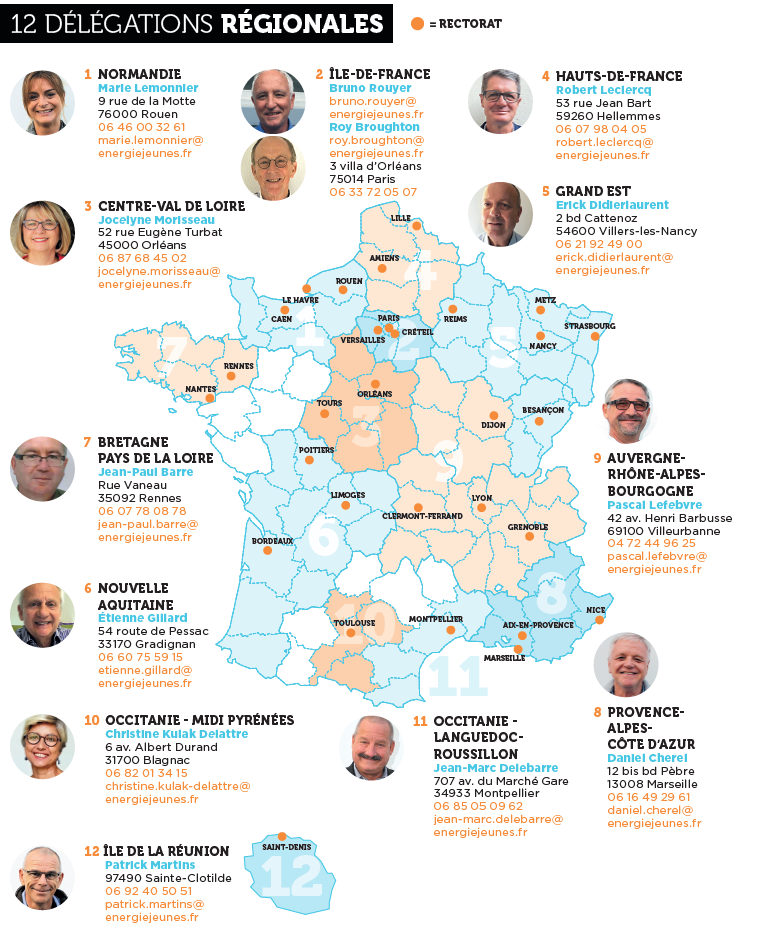 12 DÉLÉGATIONS RÉGIONALES
= RECTORAT
1 NORMANDIE
Marie Lemonnier
9 rue de la Motte
76000 Rouen
06 46 00 32 61
marie.lemonnier@
energiejeunes.fr
2 ÎLE-DE-FRANCE
Bruno Rouyer
bruno.rouyer@
energiejeunes.fr
Roy Broughton
roy.broughton@
energiejeunes.fr
3 villa d'Orléans
75014 Paris
06 33 72 05 07
4 HAUTS-DE-FRANCE
Robert Leclercq
53 rue Jean Bart
59260 Hellemmes
06 07 98 04 05
robert.leclercq@
energiejeunes.fr
3 CENTRE-VAL DE LOIRE
Jocelyne Morisseau
52 rue Eugène Turbat
45000 Orléans
06 87 68 45 02
jocelyne.morisseau@
energiejeunes.fr
5 GRAND EST
Erick Didierlaurent
2 bd Cattenoz
54600 Villers-les-Nancy
06 21 92 49 00
erick.didierlaurent@
energiejeunes.fr
LILLE
AMIENS
4
ROUEN
LE HAVRE
CAEN
1
PARIS
CRÉTEIL
VERSAILLES
2
REIMS
METZ
STRASBOURG
NANCY
5
7
RENNES
NANTES
ORLÉANS
TOURS
3
DIJON
BESANÇON
9
POITIERS
LIMOGES
CLERMONT-FERRAND
LYON
GRENOBLE
BORDEAUX
6
8
NICE
AIX-EN-PROVENCE
MARSEILLE
MONTPELLIER
TOULOUSE
10
11
7 BRETAGNE
PAYS DE LA LOIRE
Jean-Paul Barre
Rue Vaneau
35092 Rennes
06 07 78 08 78
jean-paul.barre@
energiejeunes.fr
9 AUVERGNE-
RHÔNE-ALPES-
BOURGOGNE
Pascal Lefebvre
42 av. Henri Barbusse
69100 Villeurbanne
04 72 44 96 25
pascal.lefebvre@
energiejeunes.fr
6 NOUVELLE
AQUITAINE
Étienne Gillard
54 route de Pessac
33170 Gradignan
06 60 75 59 15
etienne.gillard@
energiejeunes.fr
8 PROVENCE-
ALPES-
CÔTE D'AZUR
Daniel Cherel
12 bis bd Pèbre
13008 Marseille
06 16 49 29 61
daniel.cherel@
energiejeunes.fr
10 OCCITANIE - MIDI PYRÉNÉES
Christine Kulak Delattre
6 av. Albert Durand
31700 Blagnac
06 82 01 34 15
christine.kulak-delattre@
energiejeunes.fr
11 OCCITANIE -
LANGUEDOC-
ROUSSILLON
Jean-Marc Delebarre
707 av. du Marché Gare
34933 Montpellier
06 85 05 09 62
jean-marc.delebarre@
energiejeunes.fr
12 ÎLE DE LA RÉUNION
Patrick Martins
97490 Sainte-Clotilde
06 92 40 50 51
patrick.martins@
energiejeunes.fr
SAINT-DENIS
12